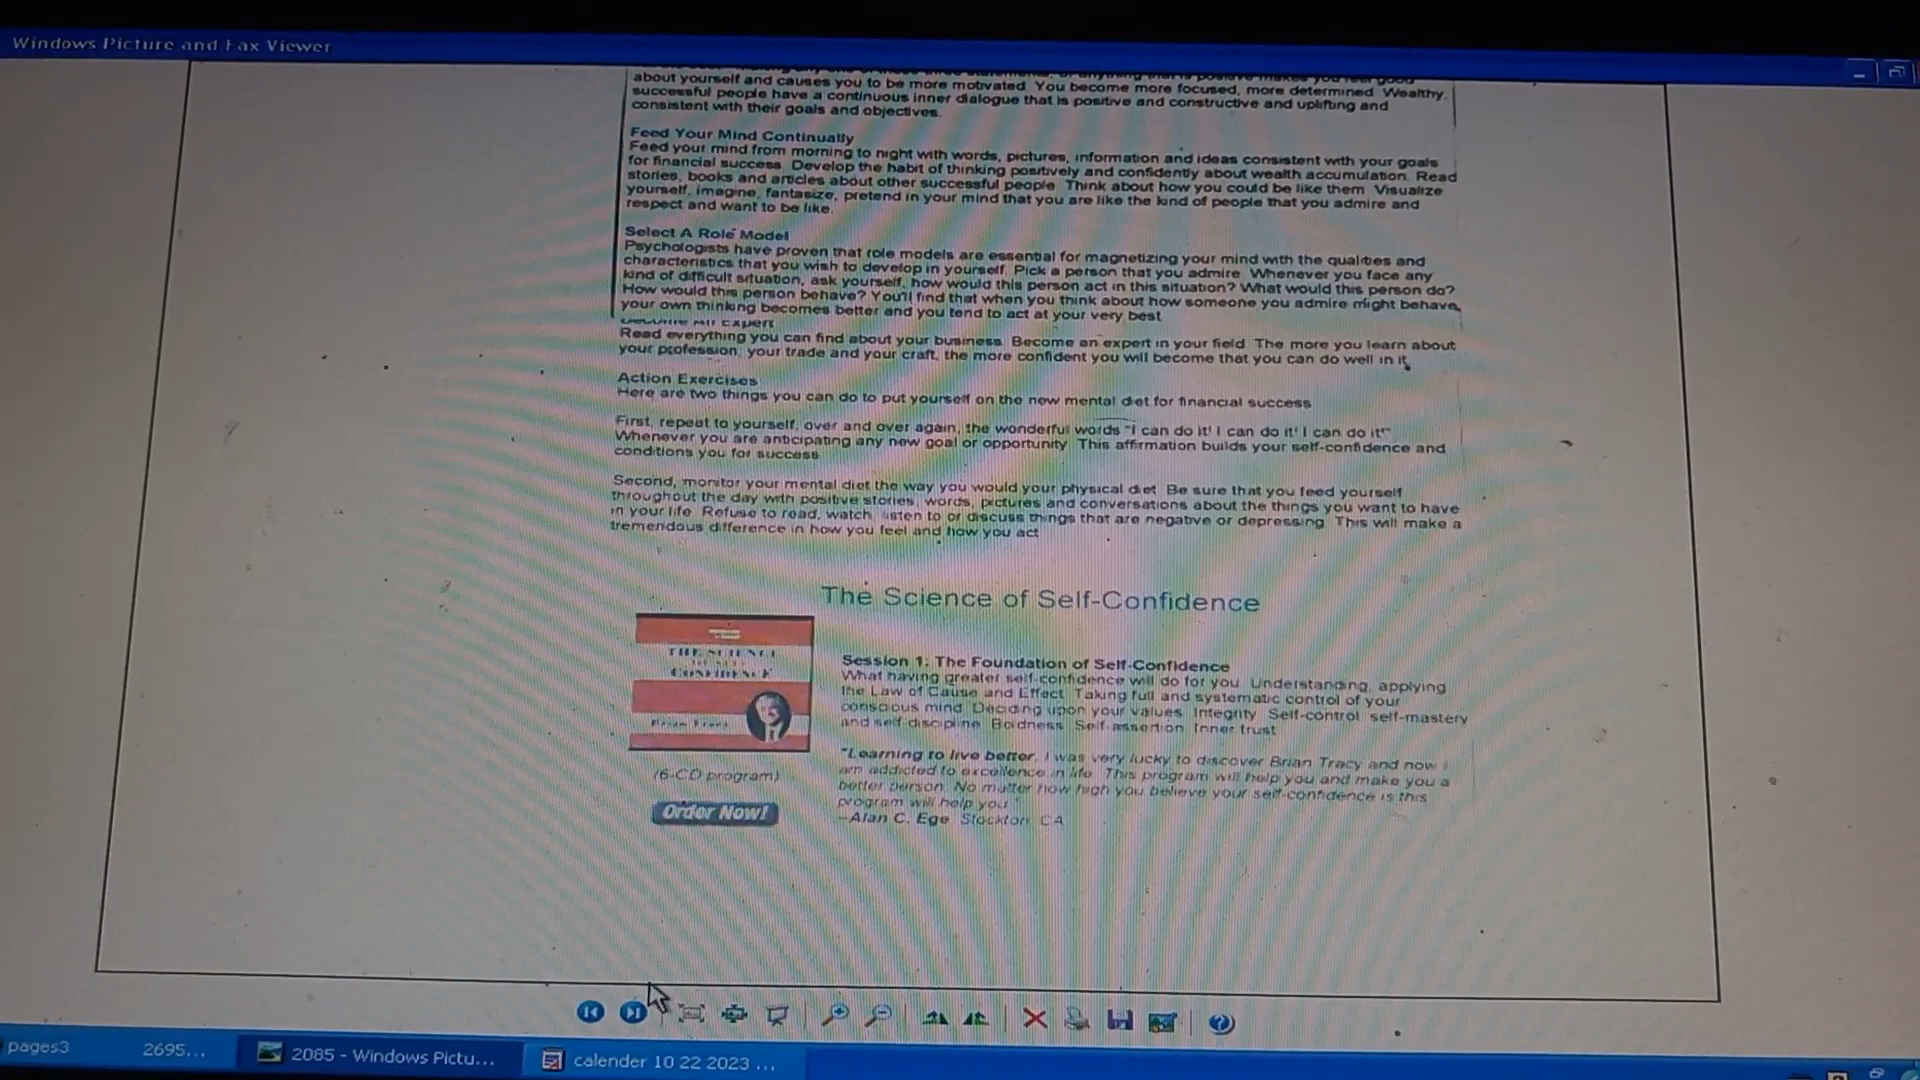 Windows Picture and Fax Viewer
about yourself and causes you to be more motivated. You become more focused, more determined. Wealthy,
successful people have a continuous inner dialogue that is positive and constructive and uplifting and
consistent with their goals and objectives.
Feed Your Mind Continually
Feed your mind from morning to night with words, pictures, information and ideas consistent with your goals
for financial success. Develop the habit of thinking positively and confidently about wealth accumulation. Read
stories, books and articles about other successful people. Think about how you could be like them. Visualize
yourself, imagine, fantasize, pretend in your mind that you are like the kind of people that you admire and
respect and want to be like.
Select A Role Model
Psychologists have proven that role models are essential for magnetizing your mind with the qualities and
characteristics that you wish to develop in yourself. Pick a person that you admire. Whenever you face any
kind of difficult situation, ask yourself, how would this person act in this situation? What would this person do?
How would this person behave? You'll find that when you think about how someone you admire might behave,
your own thinking becomes better and you tend to act at your very best.
Become An Expert
Read everything you can find about your business. Become an expert in your field. The more you learn about
your profession, your trade and your craft, the more confident you will become that you can do well in it.
Action Exercises
Here are two things you can do to put yourself on the new mental diet for financial success
First, repeat to yourself, over and over again, the wonderful words "I can do it! I can do it! I can do it!"
Whenever you are anticipating any new goal or opportunity. This affirmation builds your self-confidence and
conditions you for success.
Second, monitor your mental diet the way you would your physical diet. Be sure that you feed yourself
throughout the day with positive stories, words, pictures and conversations about the things you want to have
in your life. Refuse to read, watch, listen to or discuss things that are negative or depressing. This will make a
tremendous difference in how you feel and how you act
The Science of Self-Confidence
THE SCIENCE
CONFIDENCE
Brian Tracy
(6-CD program)
Order Now!
Session 1: The Foundation of Self-Confidence
What having greater self-confidence will do for you. Understanding, applying
the Law of Cause and Effect. Taking full and systematic control of your
conscious mind. Deciding upon your values. Integrity. Self-control, self-mastery
and self-discipline. Boldness. Self-assertion. Inner trust
"Learning to live better. I was very lucky to discover Brian Tracy and now I
am addicted to excellence in life. This program will help you and make you a
better person. No matter how high you believe your self-confidence is this
program will help you."
--Alan C. Ege Stockton, CA
pages3
2695...
2085 - Windows Pictu...
calender 10 22 2023 ...